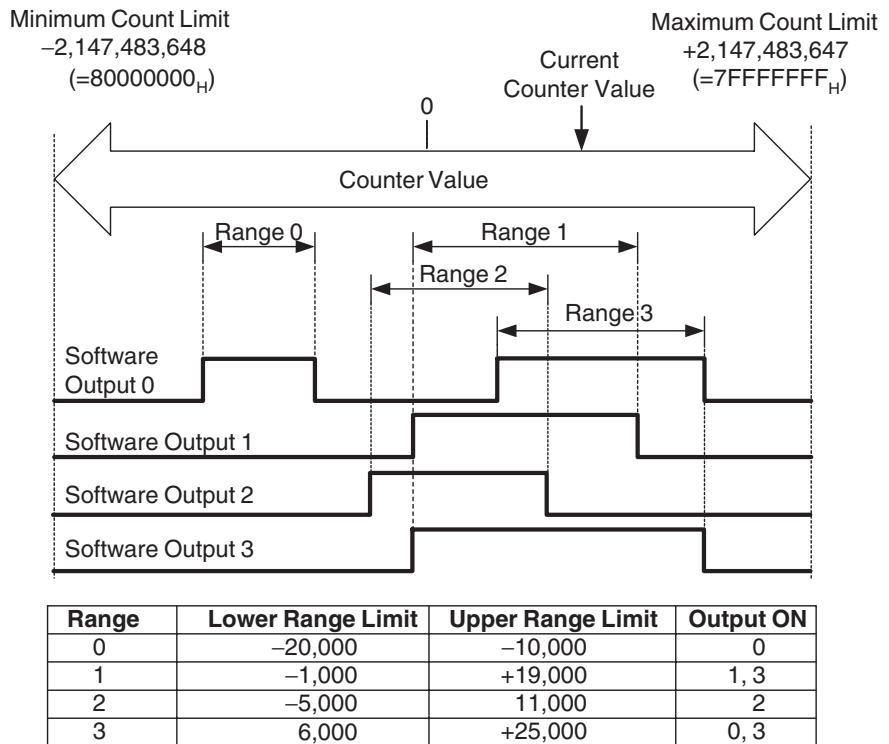 Minimum Count Limit
−2,147,483,648
(=80000000H)
Maximum Count Limit
+2,147,483,647
(=7FFFFFFFH)
Current
Counter Value
0
Counter Value
Range 0
Range 1
Range 2
Range 3
Software
Output 0
Software Output 1
Software Output 2
Software Output 3
Range Lower Range Limit Upper Range Limit Output ON
0 −20,000 −10,000 0
1 −1,000 +19,000 1, 3
2 −5,000 11,000 2
3 6,000 +25,000 0, 3